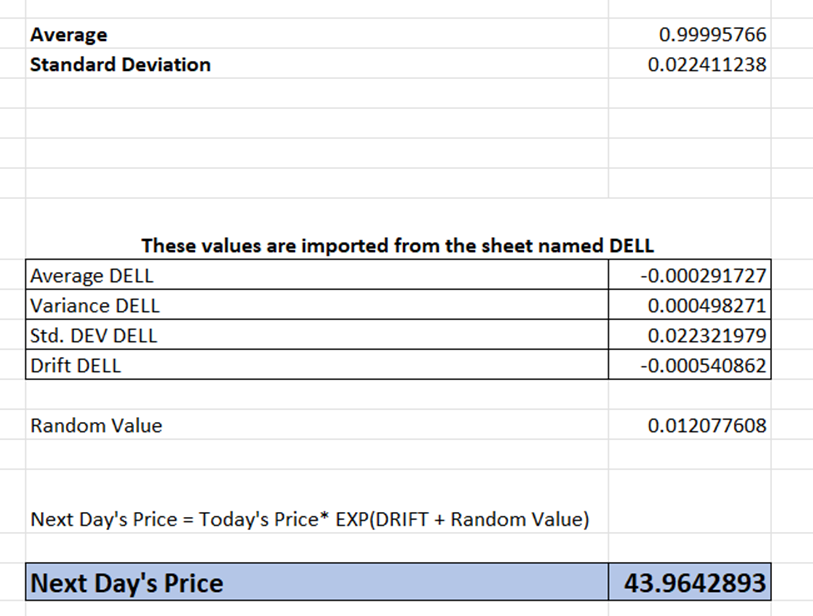 Average 0.99995766
Standard Deviation 0.022411238
These values are imported from the sheet named DELL
Average DELL -0.000291727
Variance DELL 0.000498271
Std. DEV DELL 0.022321979
Drift DELL -0.000540862
Random Value 0.012077608
Next Day's Price = Today's Price* EXP(DRIFT + Random Value)
Next Day's Price 43.9642893